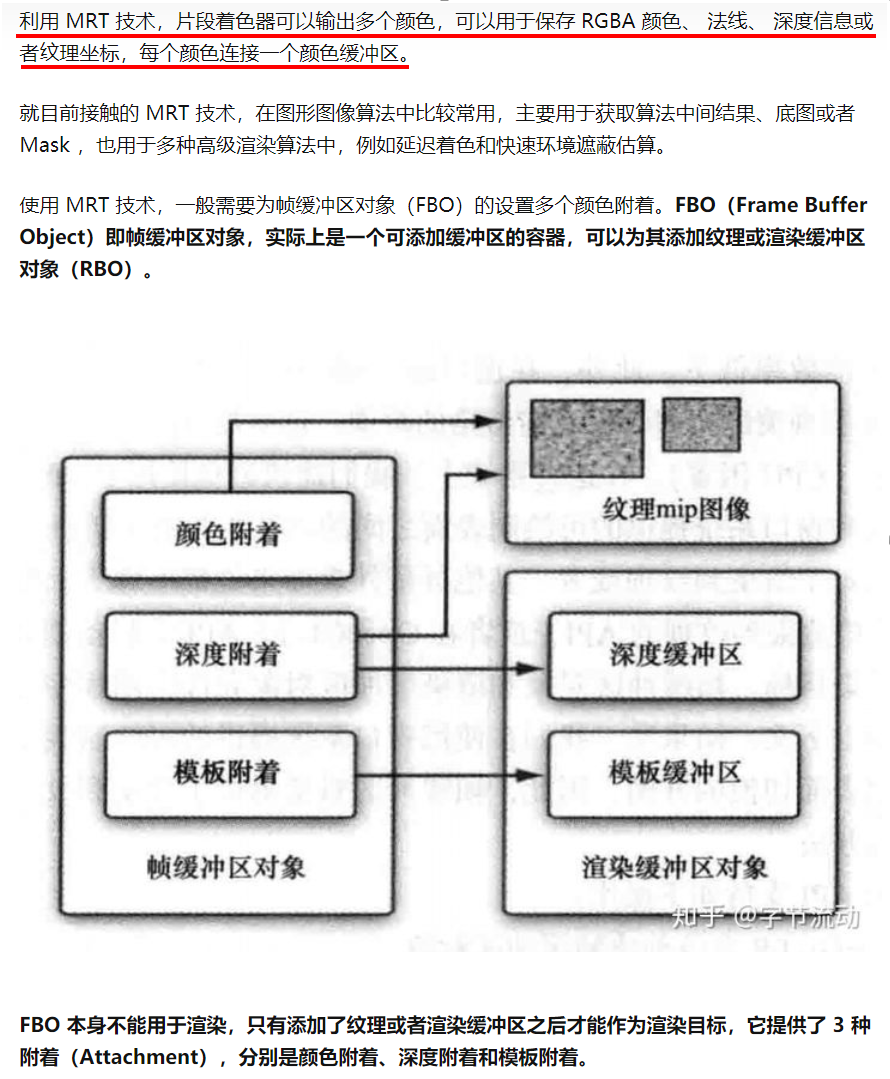 利用 MRT 技术，片段着色器可以输出多个颜色，可以用于保存 RGBA 颜色、 法线、 深度信息或
者纹理坐标，每个颜色连接一个颜色缓冲区。
就目前接触的 MRT 技术，在图形图像算法中比较常用，主要用于获取算法中间结果、底图或者
Mask ，也用于多种高级渲染算法中，例如延迟着色和快速环境遮蔽估算。
使用 MRT 技术，一般需要为帧缓冲区对象（FBO）的设置多个颜色附着。FBO（Frame Buffer
Object）即帧缓冲区对象，实际上是一个可添加缓冲区的容器，可以为其添加纹理或渲染缓冲区
对象（RBO）。
纹理mip图像
颜色附着
深度附着
深度缓冲区
模板附着
模板缓冲区
帧缓冲区对象
渲染缓冲区对象
知乎 @字节流动
FBO 本身不能用于渲染，只有添加了纹理或者渲染缓冲区之后才能作为渲染目标，它提供了 3 种
附着（Attachment），分别是颜色附着、深度附着和模板附着。